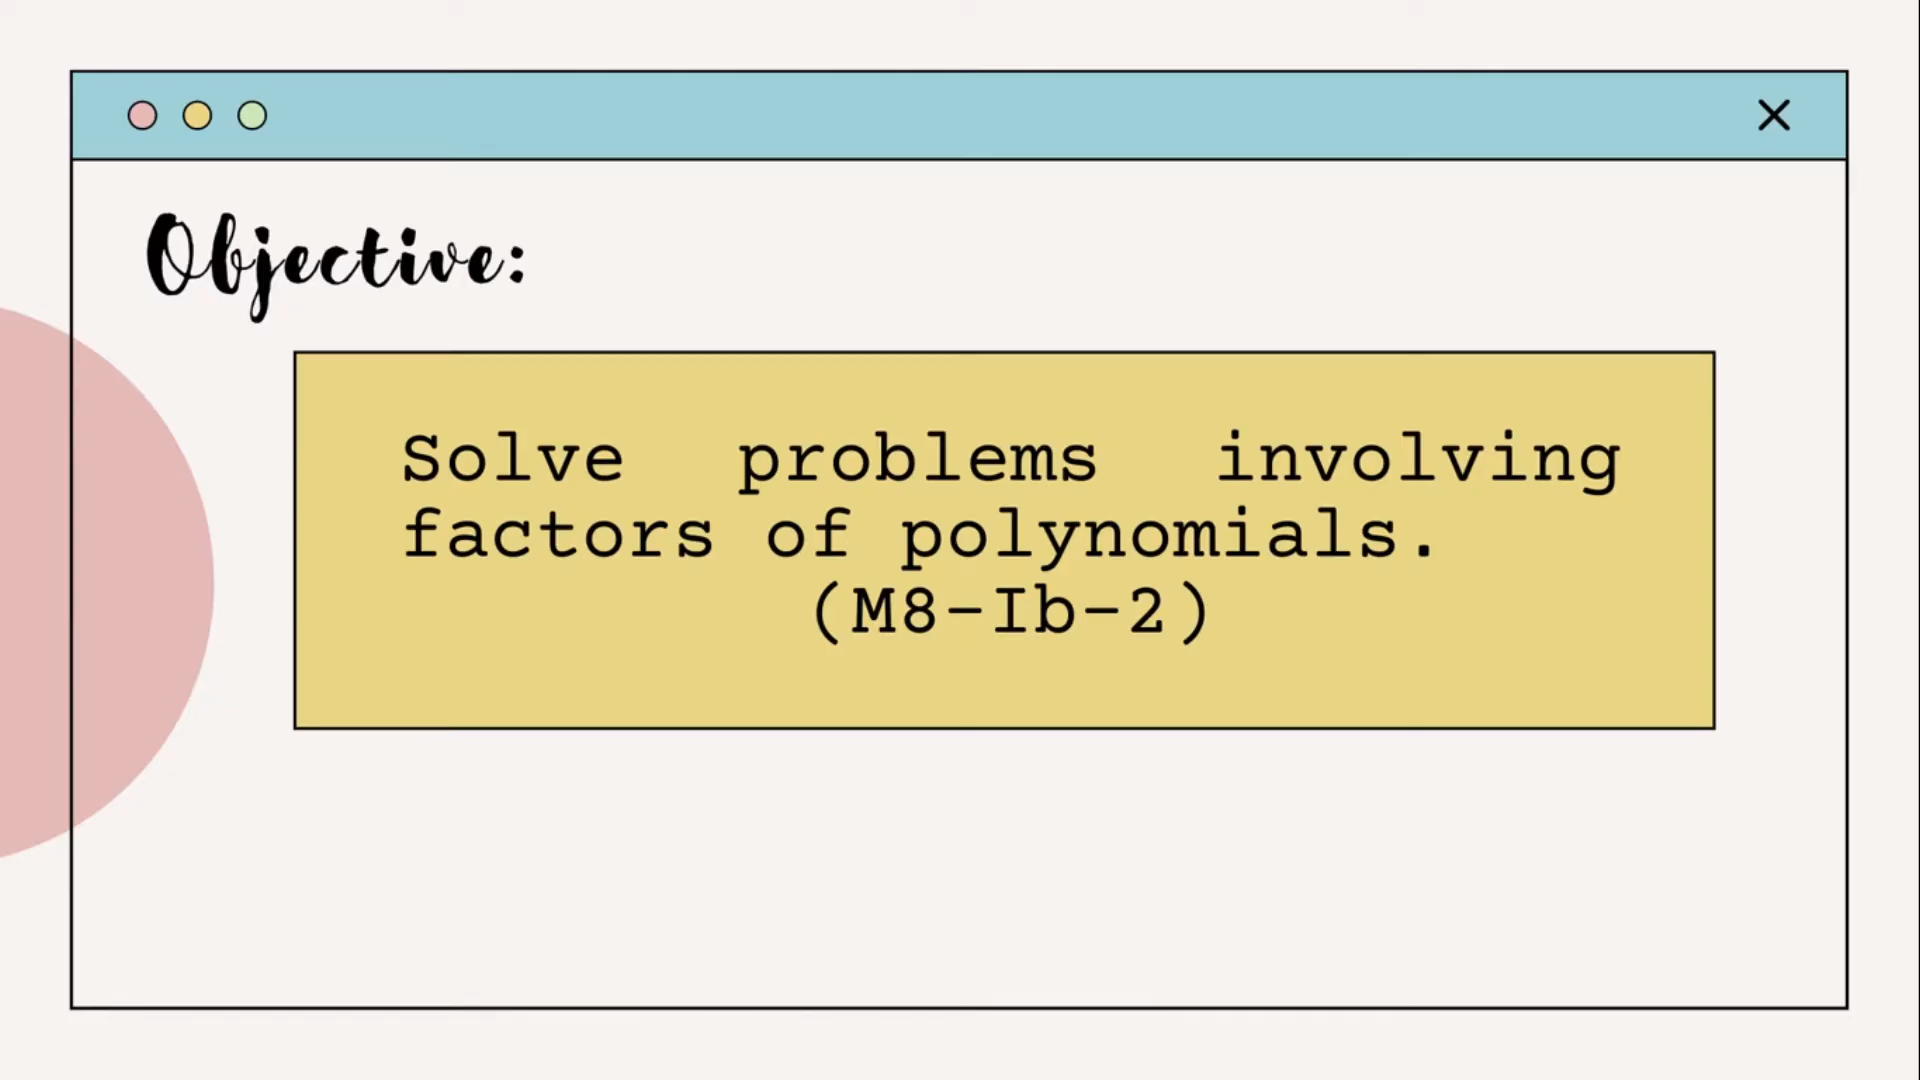 Objective:
Solve problems involving
factors of polynomials.
(M8-Ib-2)